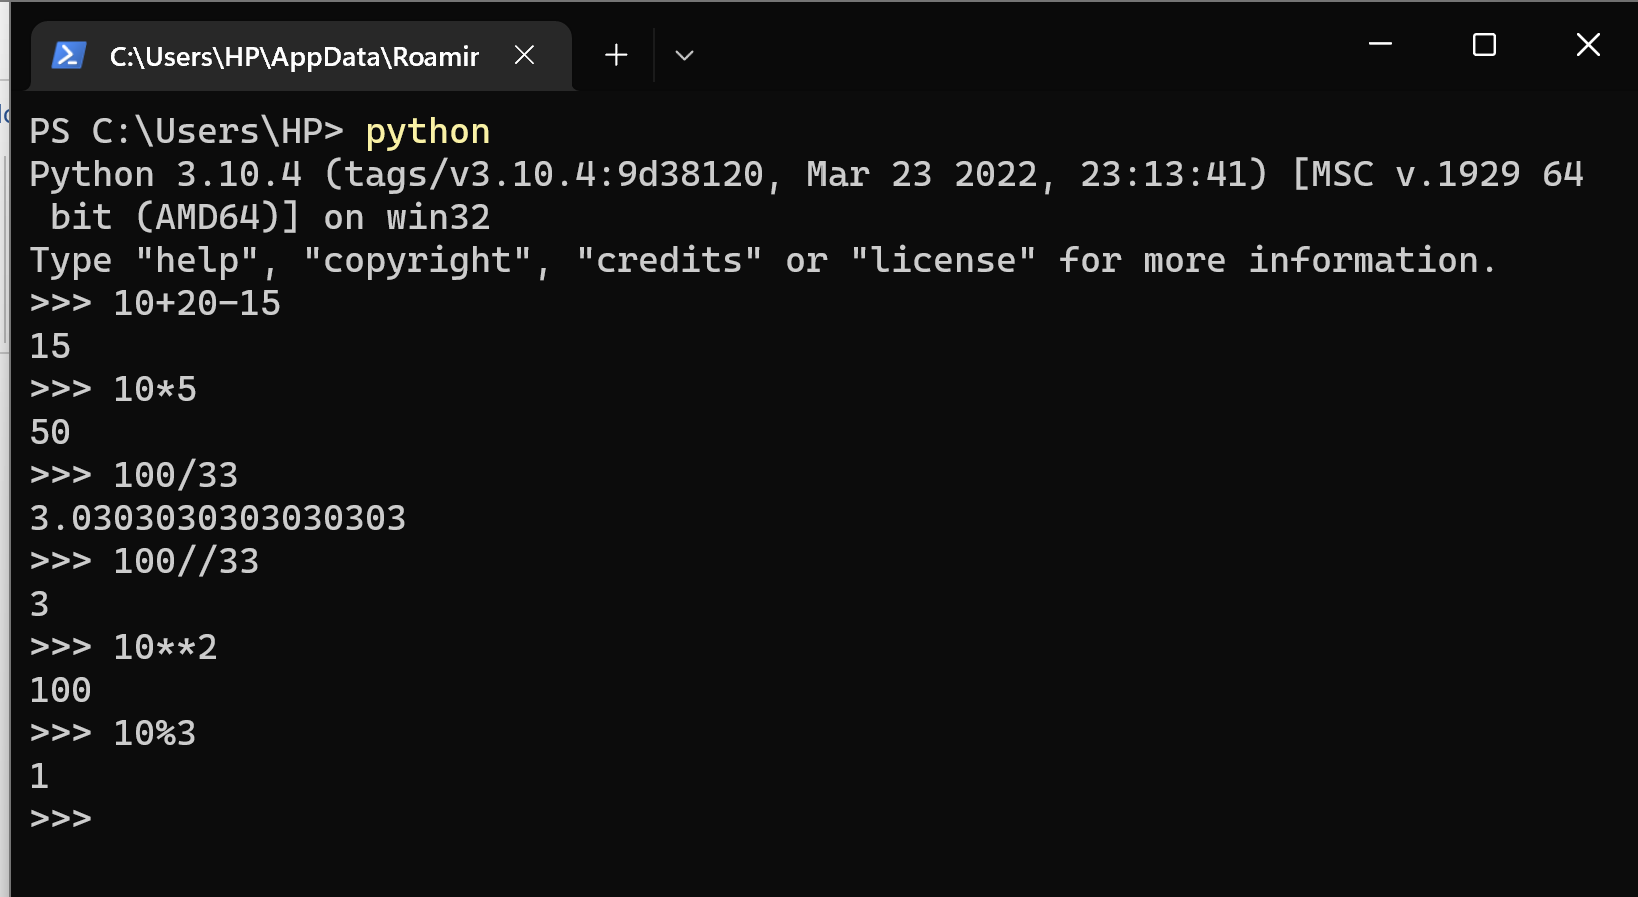 C:\Users\HP\AppData\Roamir
PS C:\Users\HP> python
Python 3.10.4 (tags/v3.10.4:9d38120, Mar 23 2022, 23:13:41) [MSC v.1929 64
bit (AMD64)] on win32
Type "help", "copyright", "credits" or "license" for more information.
>>> 10+20-15
15
>>> 10*5
50
>>> 100/33
3.0303030303030303
>>> 100//33
3
>>> 10**2
100
>>> 10%3
1
>>>